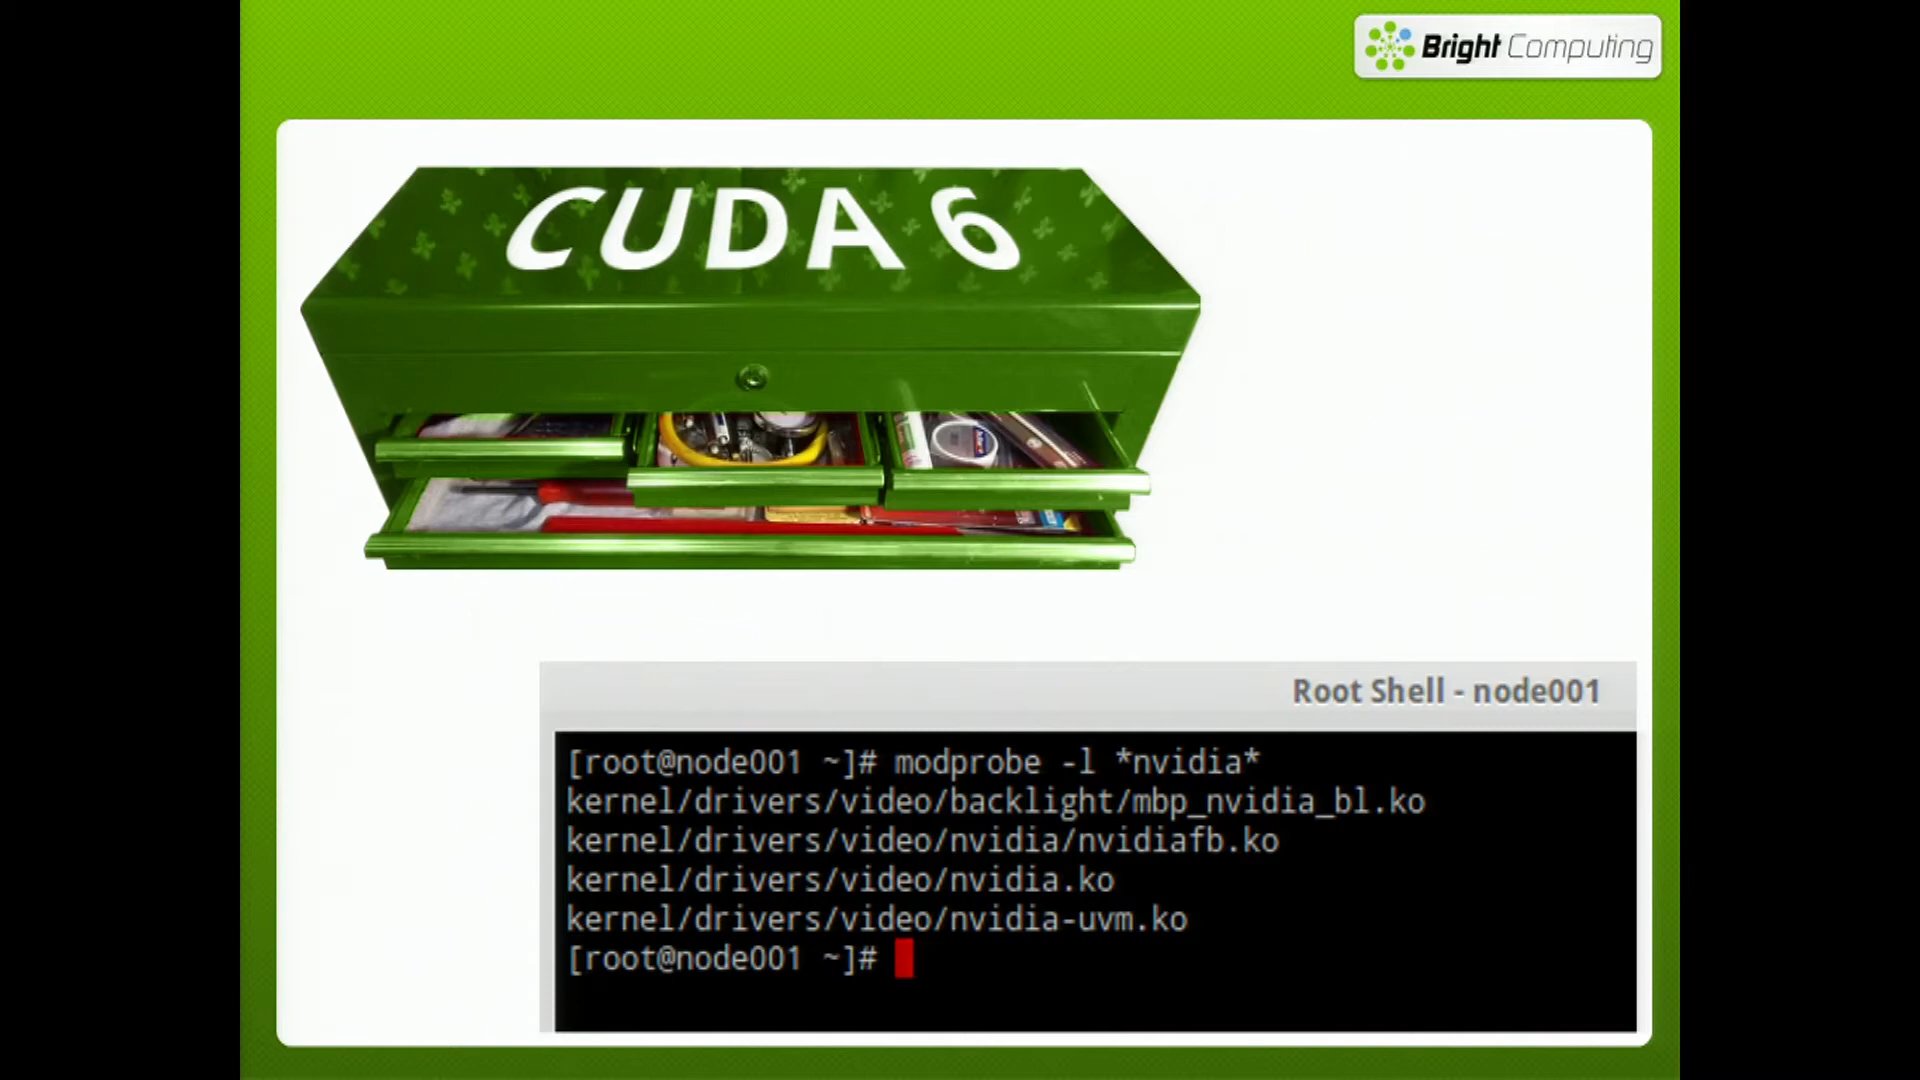 Bright Computing
CUDA 6
Root Shell - node001
[root@node001 ~]# modprobe -l *nvidia*
kernel/drivers/video/backlight/mbp_nvidia_bl.ko
kernel/drivers/video/nvidia/nvidiafb.ko
kernel/drivers/video/nvidia.ko
kernel/drivers/video/nvidia-uvm.ko
[root@node001 ~]#